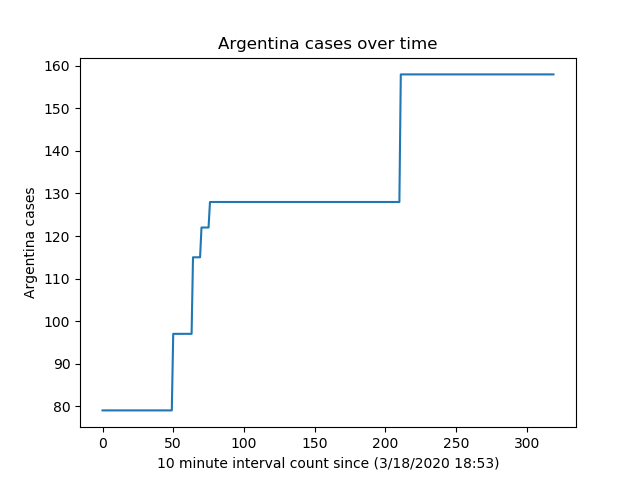 Argentina cases over time
160
150
140
130
120
110
100
90
80
Argentina cases
0 50 100 150 200 250 300
10 minute interval count since (3/18/2020 18:53)